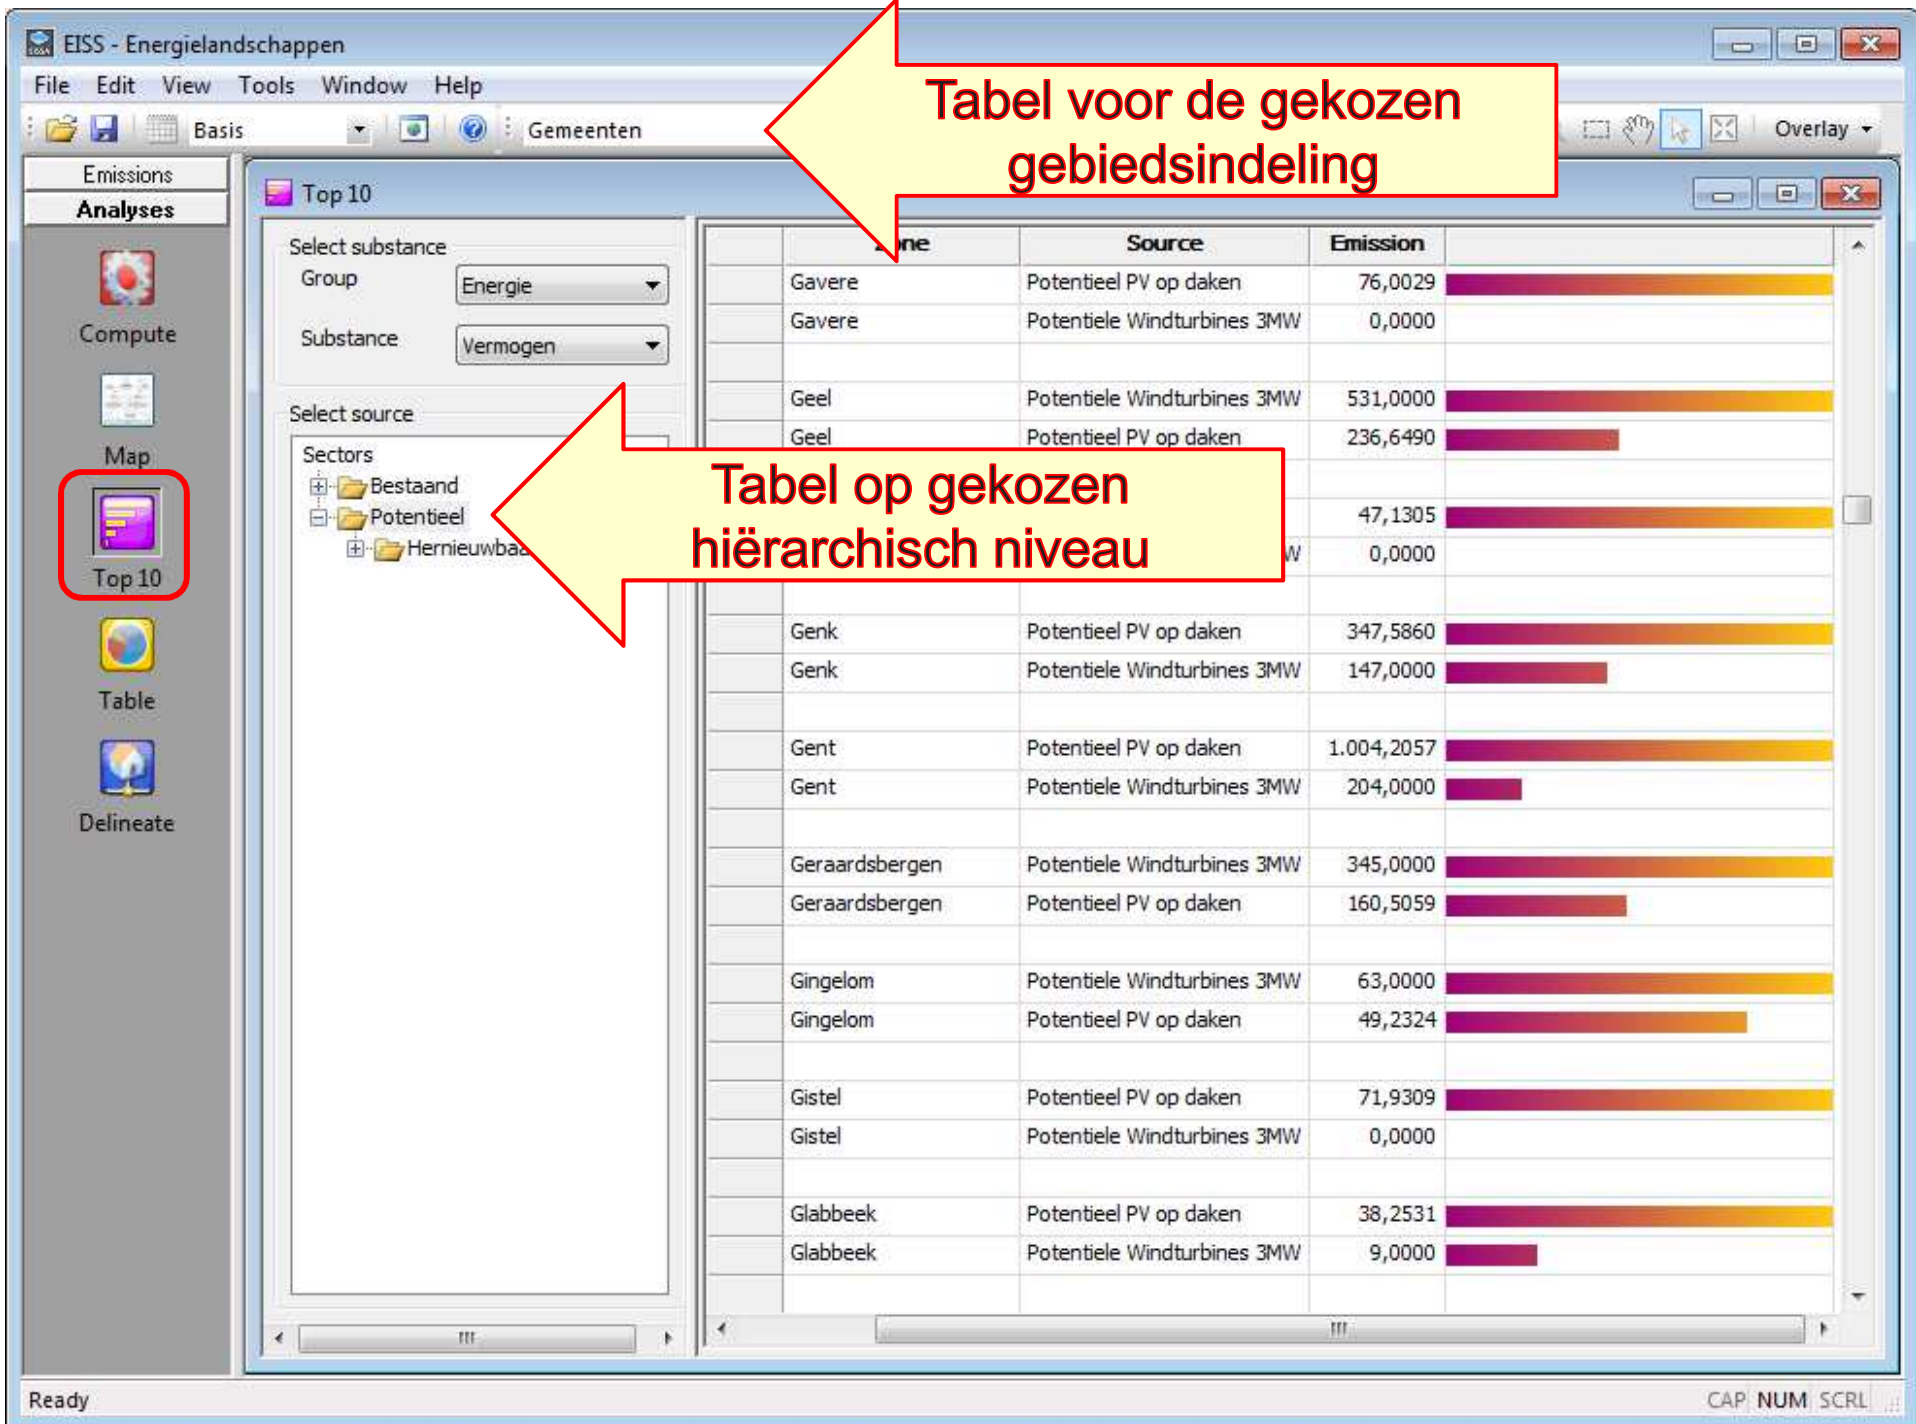 EISS - Energielandschappen
File Edit View Tools Window Help
Basis Gemeenten Overlay
Tabel voor de gekozen
gebiedsindeling
Emissions
Analyses
Compute
Map
Top 10
Table
Delineate
Top 10
Select substance
Group Energie
Substance Vermogen
Select source
Sectors
Bestaand
Potentieel
Tabel op gekozen
hiërarchisch niveau
Source Emission
Gavere Potentieel PV op daken 76,0029
Gavere Potentiele Windturbines 3MW 0,0000
Geel Potentiele Windturbines 3MW 531,0000
Geel Potentieel PV op daken 236,6490
47,1305
0,0000
Genk Potentieel PV op daken 347,5860
Genk Potentiele Windturbines 3MW 147,0000
Gent Potentieel PV op daken 1.004,2057
Gent Potentiele Windturbines 3MW 204,0000
Geraardsbergen Potentiele Windturbines 3MW 345,0000
Geraardsbergen Potentieel PV op daken 160,5059
Gingelom Potentiele Windturbines 3MW 63,0000
Gingelom Potentieel PV op daken 49,2324
Gistel Potentieel PV op daken 71,9309
Gistel Potentiele Windturbines 3MW 0,0000
Glabbeek Potentieel PV op daken 38,2531
Glabbeek Potentiele Windturbines 3MW 9,0000
Ready CAP NUM SCRL